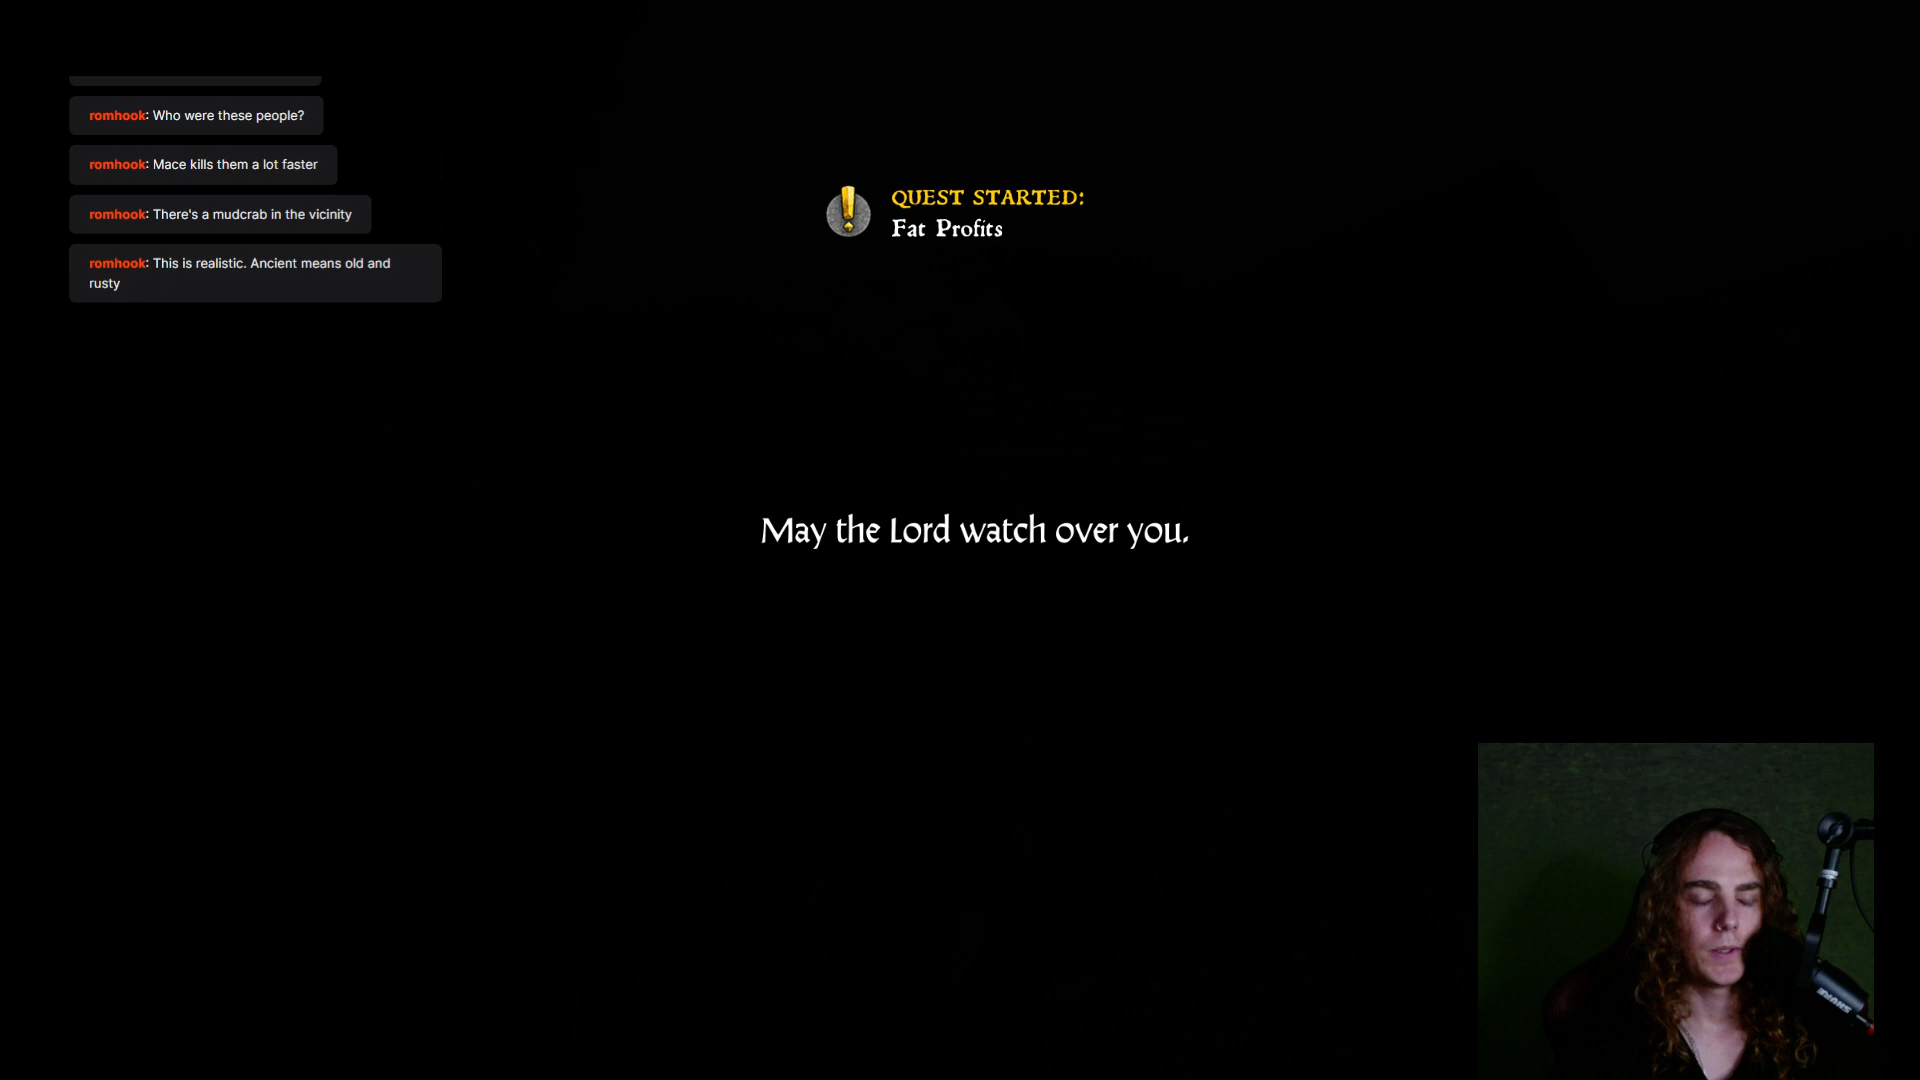 romhook: Who were these people?
romhook: Mace kills them a lot faster
romhook: There's a mudcrab in the vicinity
romhook: This is realistic. Ancient means old and
rusty
QUEST STARTED:
Fat Profits
May the Lord watch over you.
SHURE